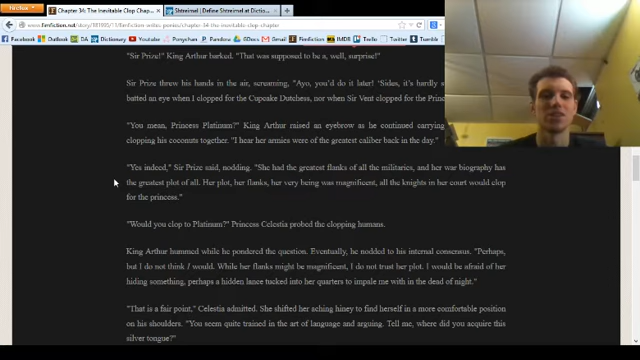 Firefox
Chapter 34: The Inevitable Clop Chap...
Shtreimel | Define Shtreimel at Diction...
www.fimfiction.net/story/181920/11/fimfiction-writes-ponies/chapter-34-the-inevitable-clop-chapter
Facebook Outlook DA Dictionary Youtube Ponychan Pandora GDocs Gmail Thesaurus
"Sir Prize!" King Arthur barked. "That was supposed to be a, well, surprise!"
Sir Prize threw his hands in the air, screaming, "Ayo, you'd do it later! 'Sides, it's hardly s
batted an eye when I clopped for the Cupcake Dutchess, nor when Sir Vent clopped for the Princ
"You mean, Princess Platinum?" King Arthur raised an eyebrow as he continued carrying
clopping his coconuts together. "I hear her armies were of the greatest caliber back in the day."
"Yes indeed," Sir Prize said, nodding. "She had the greatest flanks of all the militaries, and her war biography has
the greatest plot of all. Her plot, her flanks, her very being was magnificent, all the knights in her court would clop
for the princess."
"Would you clop to Platinum?" Princess Celestia probed the clopping humans.
King Arthur hummed while he pondered the question. Eventually, he nodded to his internal consensus. "Perhaps,
but I do not think I would. While her flanks might be magnificent, I do not trust her plot. I would be afraid of her
hiding something, perhaps a hidden lance tucked into her quarters to impale me with in the dead of night."
"That is a fair point," Celestia admitted. She shifted her aching hiney to find herself in a more comfortable position
on his shoulders. "You seem quite trained in the art of language and arguing. Tell me, where did you acquire this
silver tongue?"